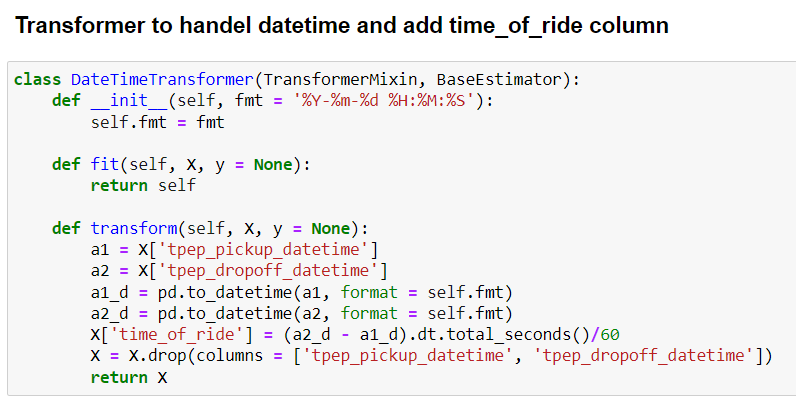 Transformer to handel datetime and add time_of_ride column
class DateTimeTransformer(TransformerMixin, BaseEstimator):
    def __init__(self, fmt = '%Y-%m-%d %H:%M:%S'):
        self.fmt = fmt
    def fit(self, X, y = None):
        return self
    def transform(self, X, y = None):
        a1 = X['tpep_pickup_datetime']
        a2 = X['tpep_dropoff_datetime']
        a1_d = pd.to_datetime(a1, format = self.fmt)
        a2_d = pd.to_datetime(a2, format = self.fmt)
        X['time_of_ride'] = (a2_d - a1_d).dt.total_seconds()/60
        X = X.drop(columns = ['tpep_pickup_datetime', 'tpep_dropoff_datetime'])
        return X